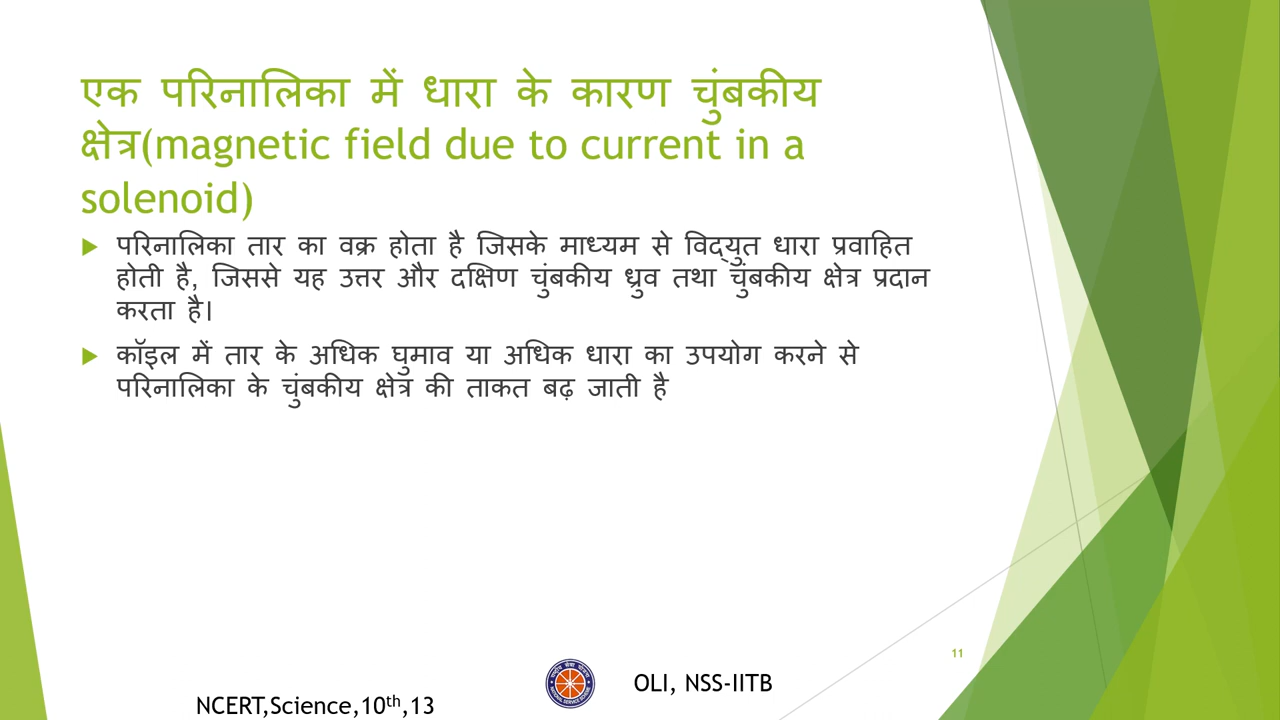 एक परिनालिका में धारा के कारण चुंबकीय
क्षेत्र(magnetic field due to current in a
solenoid)
परिनालिका तार का वक्र होता है जिसके माध्यम से विद्युत धारा प्रवाहित
होती है, जिससे यह उत्तर और दक्षिण चुंबकीय ध्रुव तथा चुंबकीय क्षेत्र प्रदान
करता है।
कॉइल में तार के अधिक घुमाव या अधिक धारा का उपयोग करने से
परिनालिका के चुंबकीय क्षेत्र की ताकत बढ़ जाती है
11
OLI, NSS-IITB
NCERT,Science,10th,13